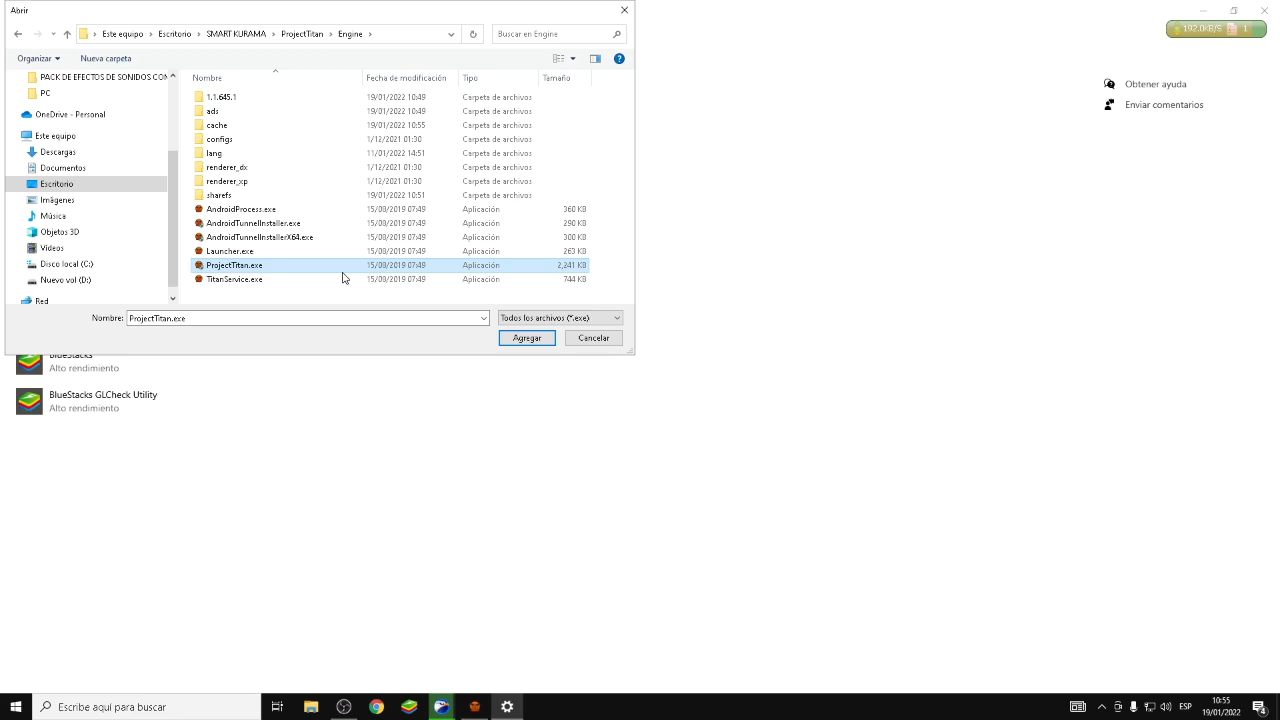 Abrir
Este equipo > Escritorio > SMART KURAMA > ProjectTitan > Engine >
Buscar en Engine
Organizar
Nueva carpeta
192.0KB/S 1
PACK DE EFECTOS DE SONIDOS CON
PC
OneDrive - Personal
Este equipo
Descargas
Documentos
Escritorio
Imágenes
Música
Objetos 3D
Vídeos
Disco local (C:)
Nuevo vol (D:)
Red
Nombre Fecha de modificación Tipo Tamaño
1.1.645.1 19/01/2022 10:49 Carpeta de archivos
ads 19/01/2022 10:49 Carpeta de archivos
cache 19/01/2022 10:55 Carpeta de archivos
configs 1/12/2021 01:30 Carpeta de archivos
lang 11/01/2022 14:51 Carpeta de archivos
renderer_dx 1/12/2021 01:30 Carpeta de archivos
renderer_xp 1/12/2021 01:30 Carpeta de archivos
sharefs 19/01/2022 10:51 Carpeta de archivos
AndroidProcess.exe 15/08/2019 07:49 Aplicación 360 KB
AndroidTunnelInstaller.exe 15/08/2019 07:49 Aplicación 290 KB
AndroidTunnelInstallerX64.exe 15/08/2019 07:49 Aplicación 300 KB
Launcher.exe 15/08/2019 07:49 Aplicación 263 KB
ProjectTitan.exe 15/08/2019 07:49 Aplicación 2,241 KB
TitanService.exe 15/08/2019 07:49 Aplicación 744 KB
Nombre: ProjectTitan.exe
Todos los archivos (*.exe)
Agregar
Cancelar
Obtener ayuda
Enviar comentarios
BlueStacks
Alto rendimiento
BlueStacks GLCheck Utility
Alto rendimiento
Escribe aquí para buscar
ESP
10:55
19/01/2022
4